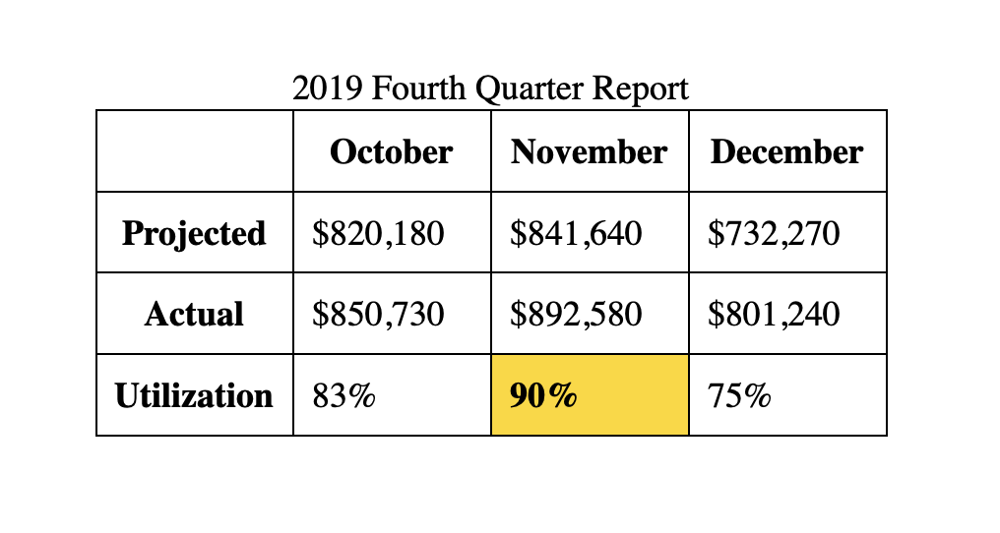 2019 Fourth Quarter Report
October November December
Projected $820,180 $841,640 $732,270
Actual $850,730 $892,580 $801,240
Utilization 83% 90% 75%